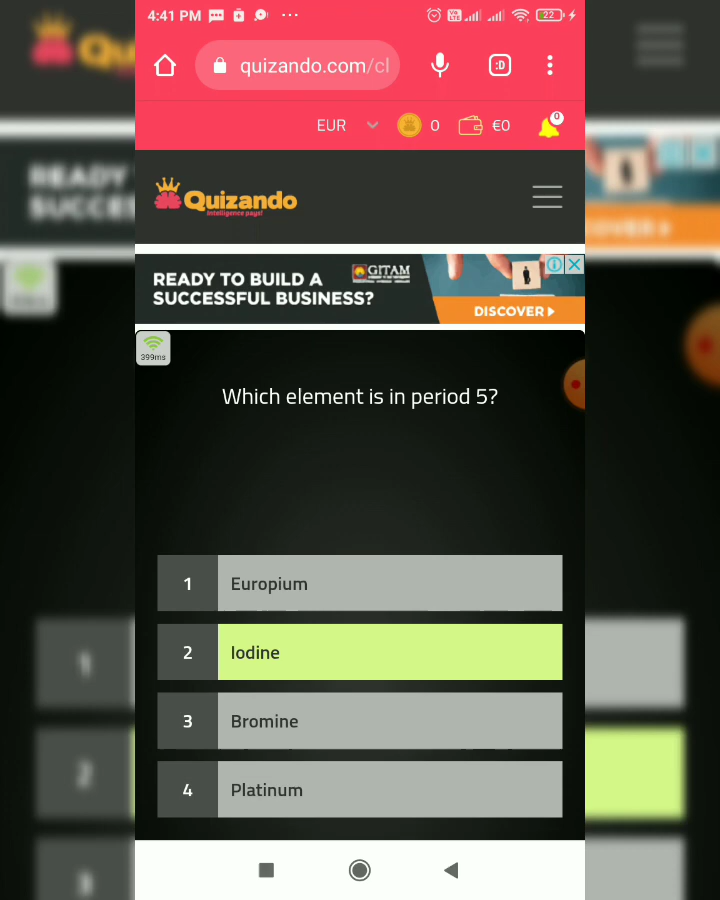 4:41 PM
22
quizando.com/cl
:D
EUR
0
€0
0
Quizando
Intelligence pays!
READY TO BUILD A
SUCCESSFUL BUSINESS?
GITAM
DISCOVER
399ms
Which element is in period 5?
1 Europium
2 Iodine
3 Bromine
4 Platinum